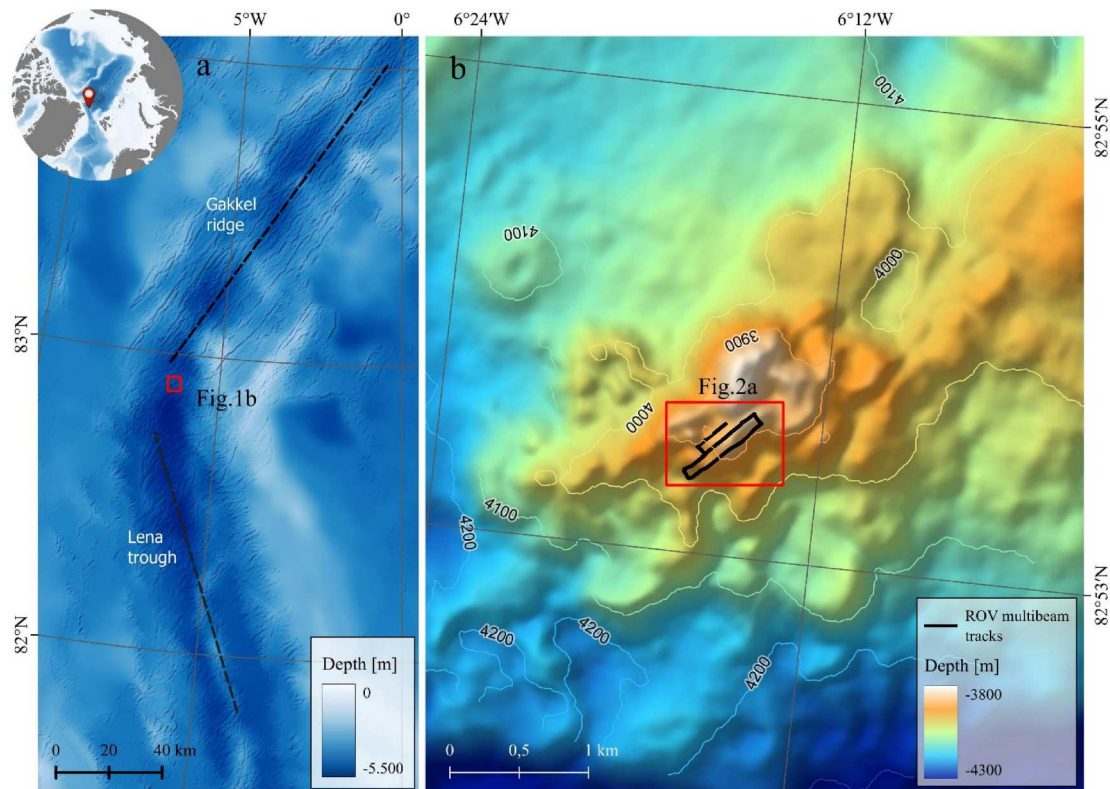 5°W
0°
a
Gakkel
ridge
83°N
Fig.1b
Lena
trough
82°N
0 20 40 km
Depth [m]
0
-5.500
6°24'W
6°12'W
b
4100
82°55'N
4100
4000
3900
Fig.2a
4000
4100
4200
4200
4200
4200
82°53'N
0 0,5 1 km
ROV multibeam
tracks
Depth [m]
-3800
-4300